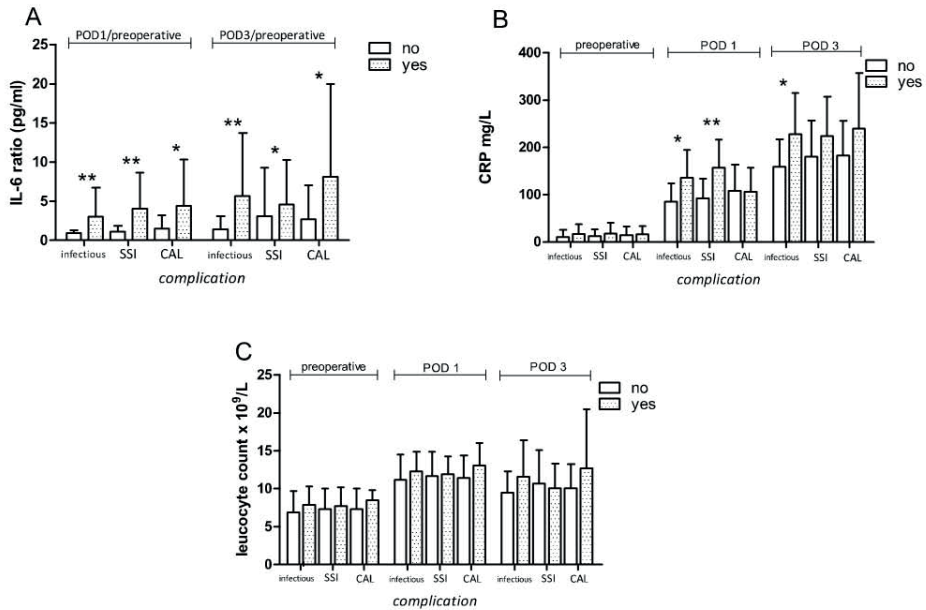 A
POD1/preoperative POD3/preoperative
no
yes
IL-6 ratio (pg/ml)
25
20
15
10
5
0
** ** * ** * *
infectious SSI CAL infectious SSI CAL
complication
B
preoperative POD 1 POD 3
no
yes
CRP mg/L
400
300
200
100
0
* ** *
infectious SSI CAL infectious SSI CAL infectious SSI CAL
complication
C
preoperative POD 1 POD 3
no
yes
leucocyte count x 10⁹/L
25
20
15
10
5
0
infectious SSI CAL infectious SSI CAL infectious SSI CAL
complication